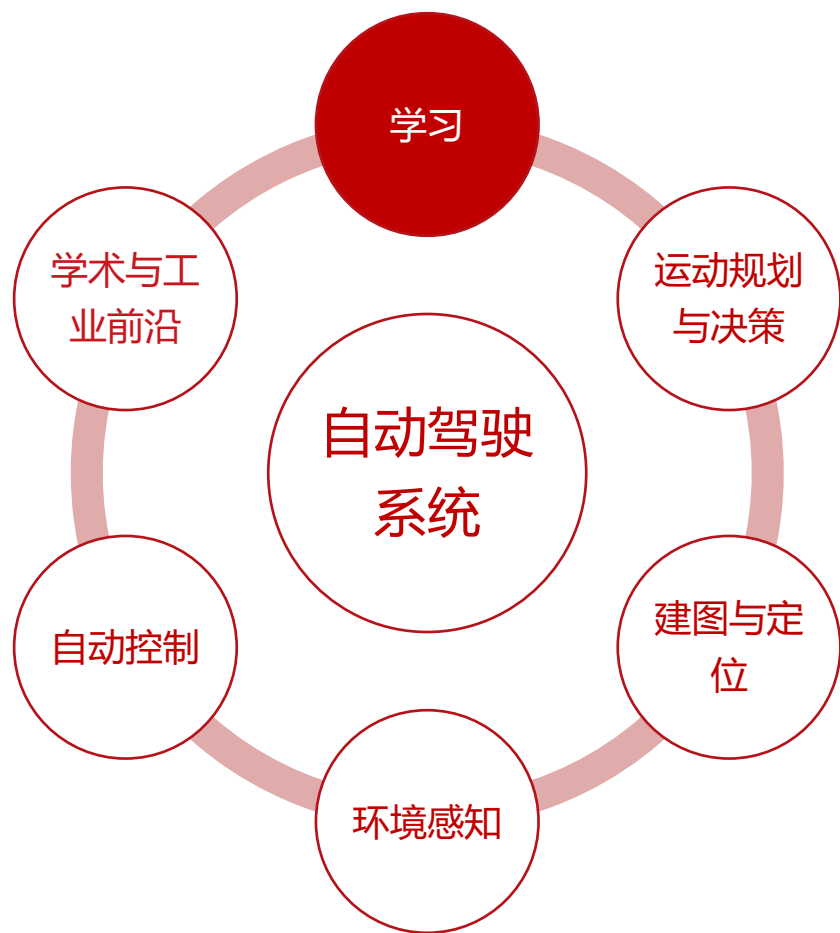 学习
学术与工
业前沿
运动规划
与决策
自动驾驶
系统
自动控制
建图与定
位
环境感知